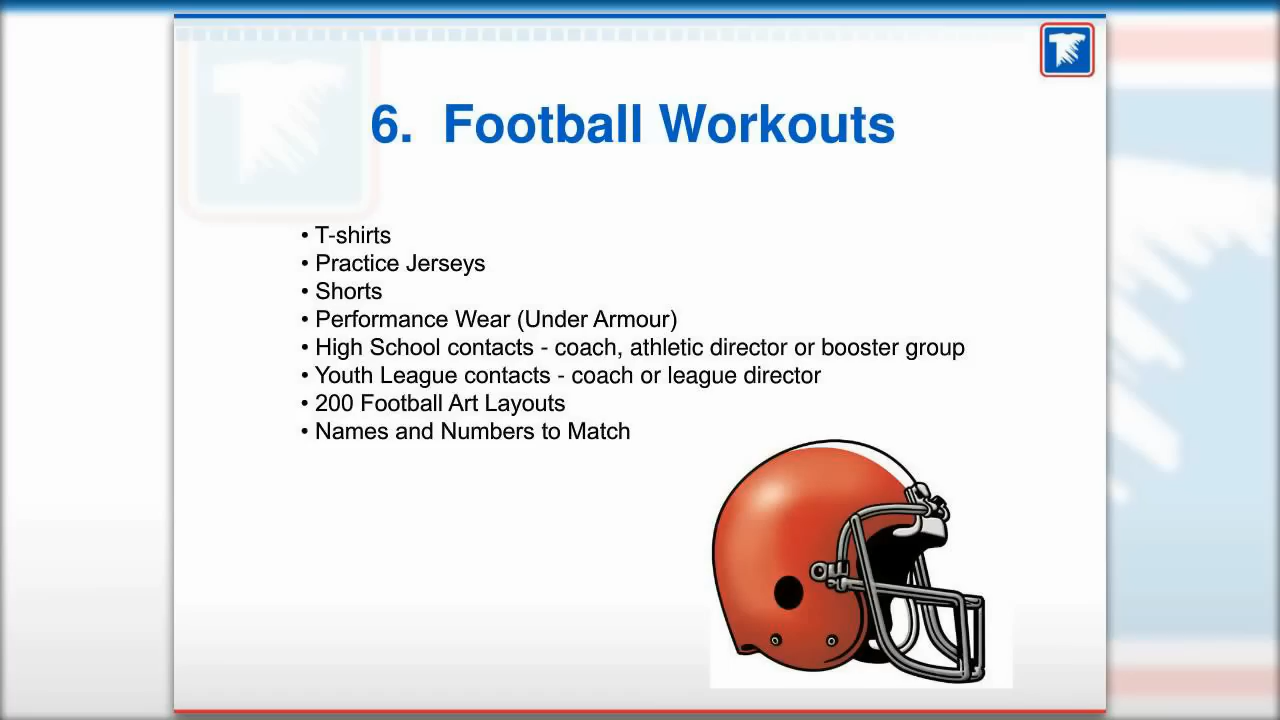 6. Football Workouts
• T-shirts
• Practice Jerseys
• Shorts
• Performance Wear (Under Armour)
• High School contacts - coach, athletic director or booster group
• Youth League contacts - coach or league director
• 200 Football Art Layouts
• Names and Numbers to Match